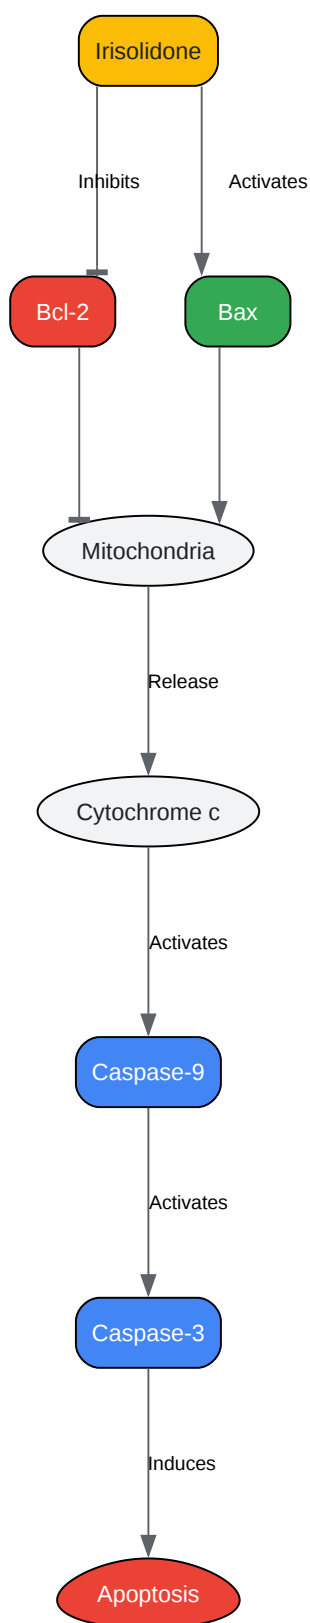 Irisolidone
Inhibits
Activates
Bcl-2
Bax
Mitochondria
Release
Cytochrome c
Activates
Caspase-9
Activates
Caspase-3
Induces
Apoptosis